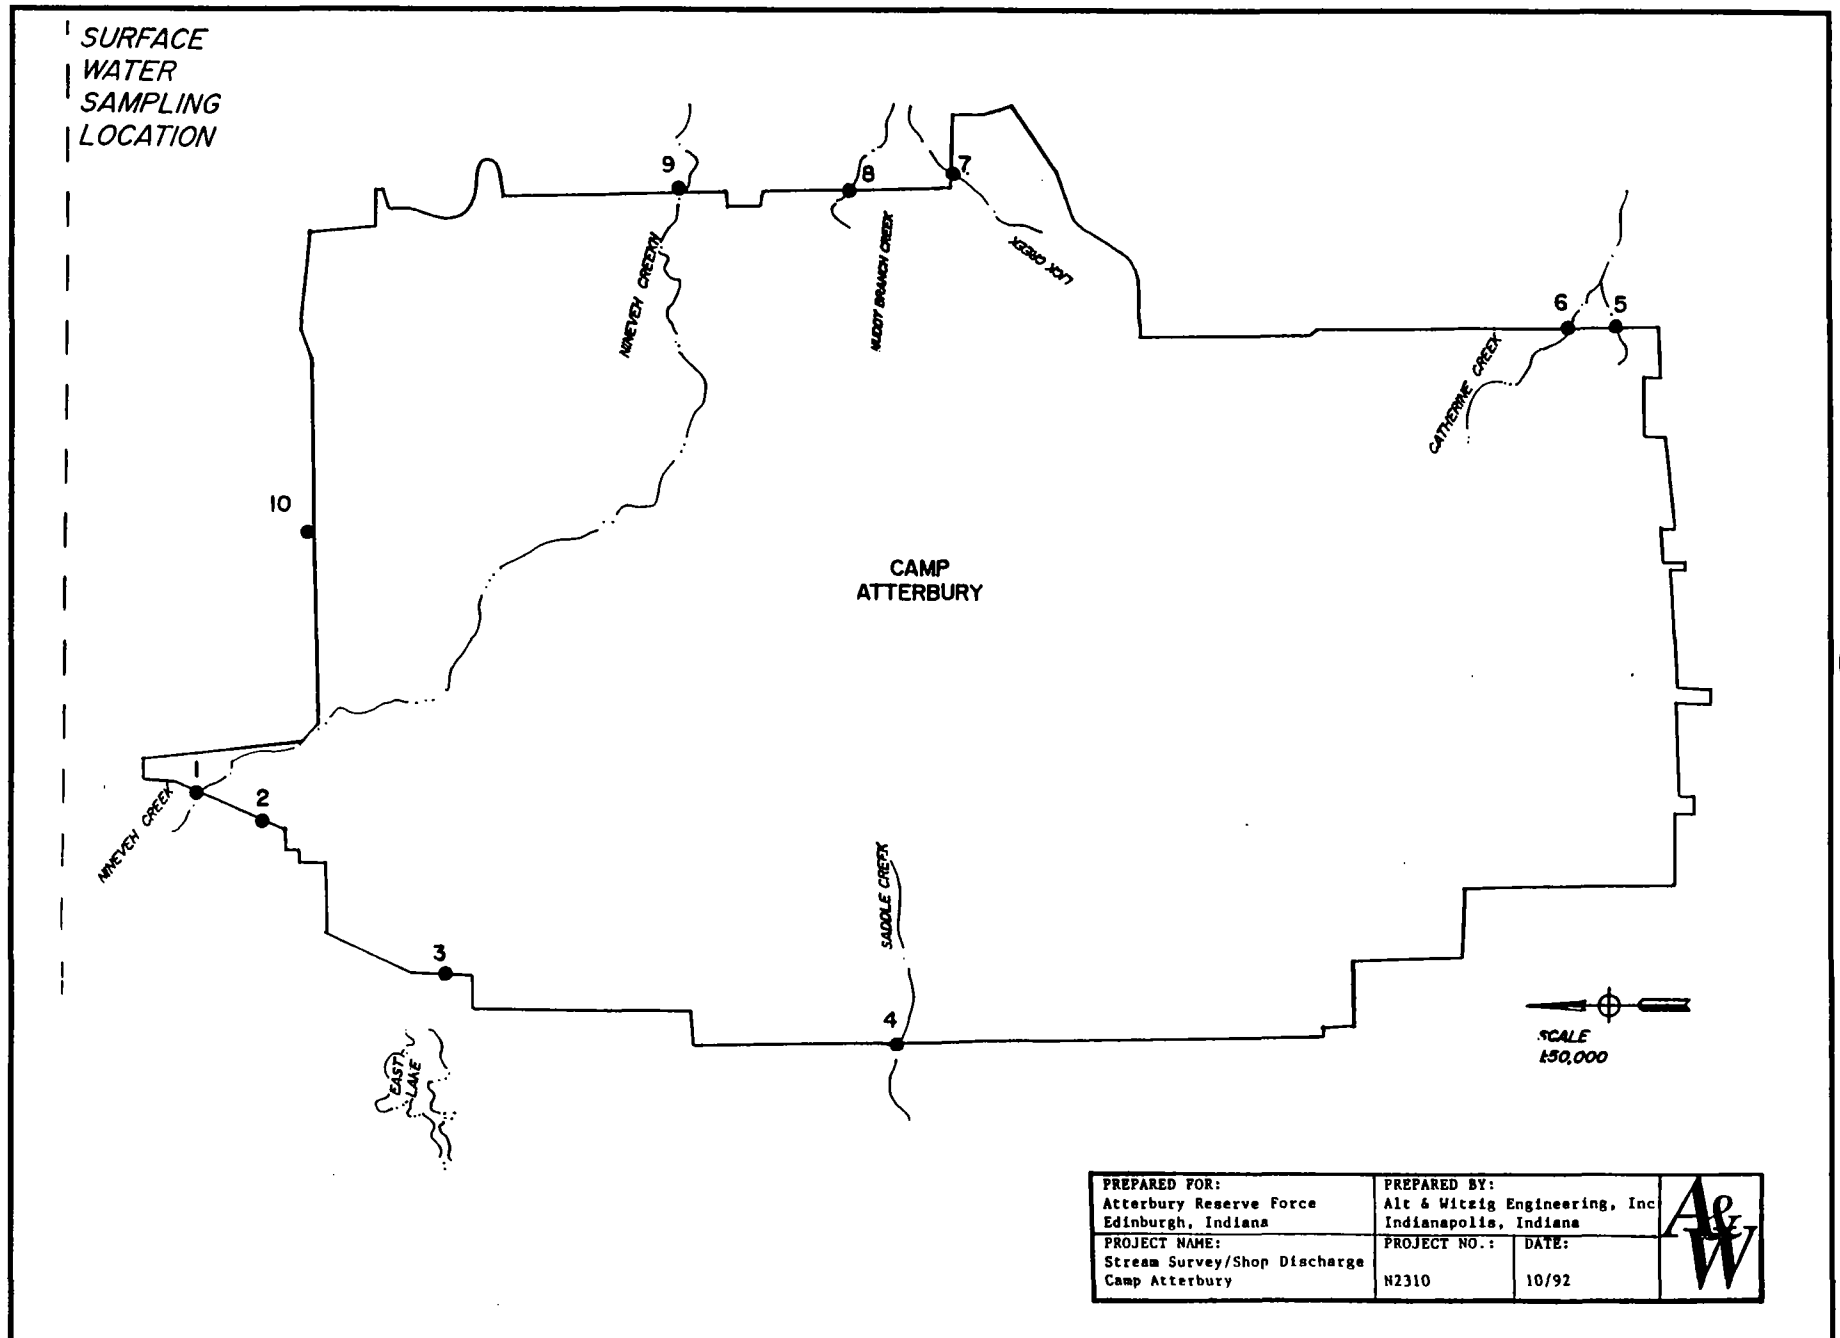 SURFACE
WATER
SAMPLING
LOCATION
9
8
7
NINEVEH CREEKH
MUDDY BRANCH CREEK
LICK CREEK
6
5
CATHERINE CREEK
10
CAMP
ATTERBURY
1
2
NINEVEH CREEK
SADDLE CREEK
3
4
EAST
LAKE
SCALE
1:50,000
PREPARED FOR:
Atterbury Reserve Force
Edinburgh, Indiana
PREPARED BY:
Alt & Witzig Engineering, Inc
Indianapolis, Indiana
A&W
PROJECT NAME:
Stream Survey/Shop Discharge
Camp Atterbury
PROJECT NO.:
N2310
DATE:
10/92